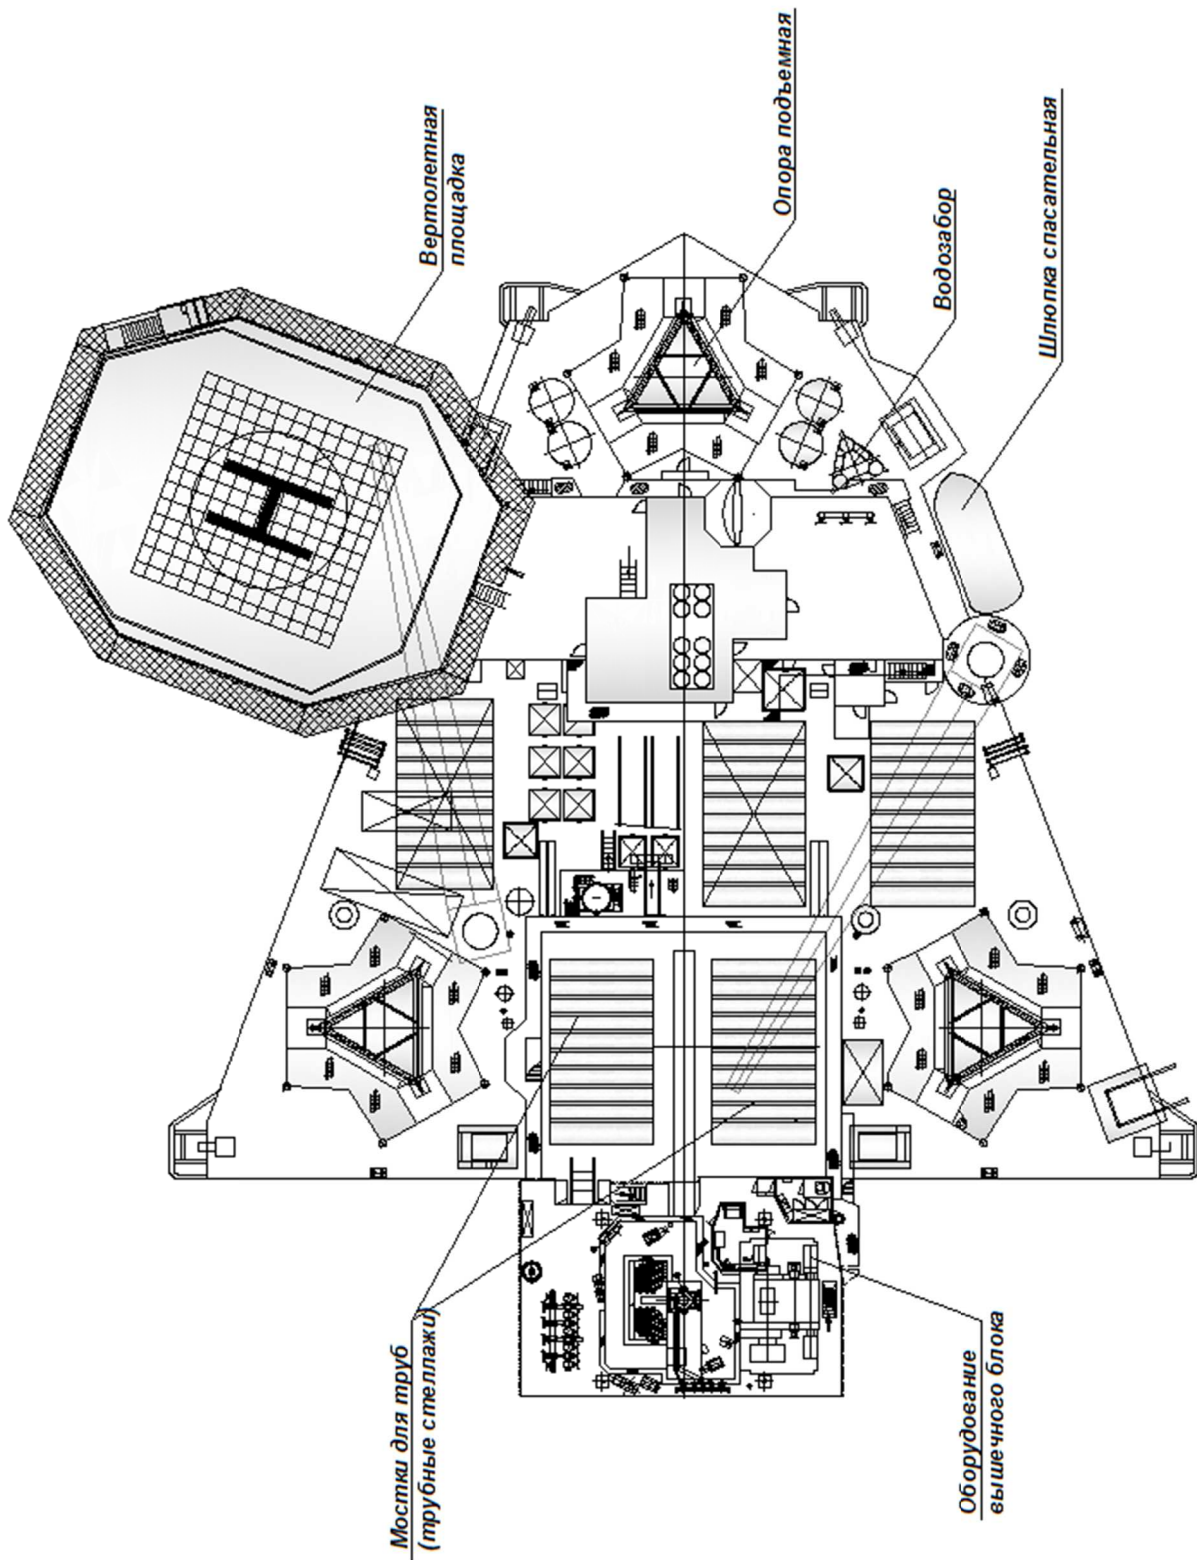 Вертолетная
площадка
Опора подъемная
Водозабор
Шлюпка спасательная
Мостки для труб
(трубные стеллажи)
Оборудование
вышечного блока
H